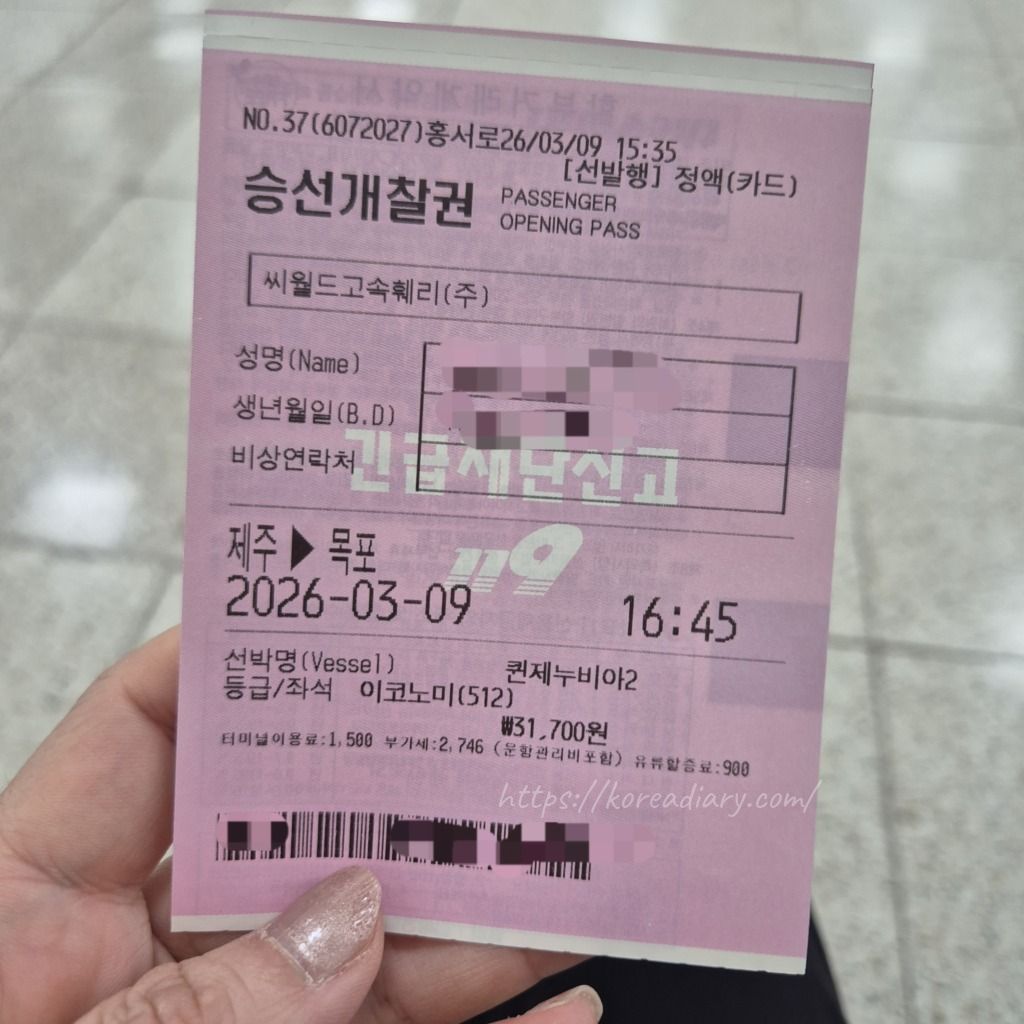 NO.37(6072027)홍서로26/03/09 15:35
[선발행] 정액(카드)
승선개찰권 PASSENGER
OPENING PASS
씨월드고속훼리(주)
성명(Name)
생년월일(B.D)
비상연락처
긴급재난신고
119
제주 ▶ 목포
2026-03-09 16:45
선박명(Vessel) 퀸제누비아2
등급/좌석 이코노미(512)
₩31,700원
터미널이용료:1,500 부가세:2,746 (운항관리비포함) 유류할증료:900
https://koreadiary.com/